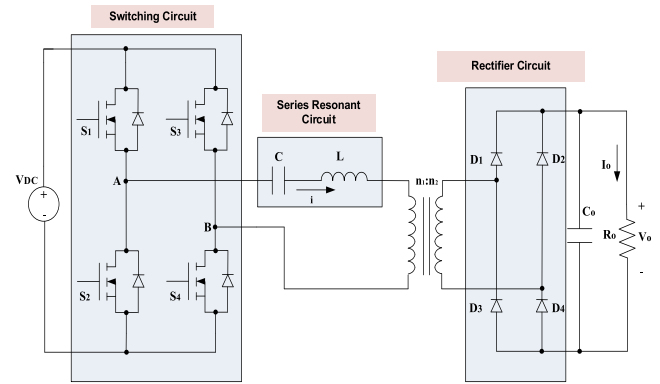 Switching Circuit
Rectifier Circuit
Series Resonant
Circuit
S1
S3
C
L
D1
D2
Io
VDC
+
-
A
i
n1:n2
B
Co
Ro
+
Vo
-
S2
S4
D3
D4